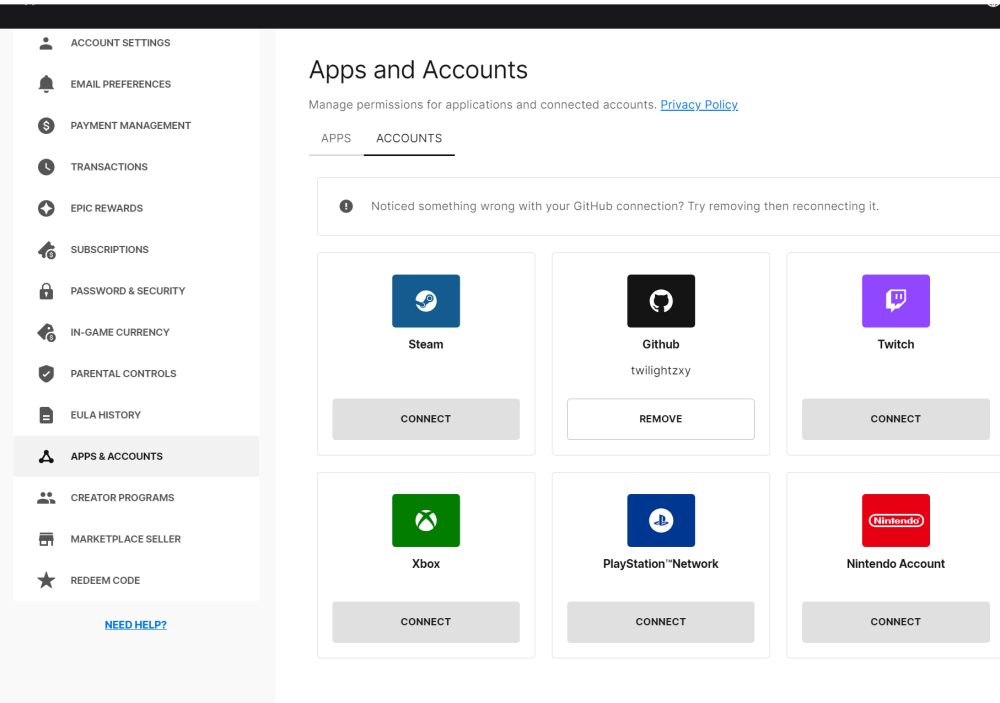 ACCOUNT SETTINGS
EMAIL PREFERENCES
PAYMENT MANAGEMENT
TRANSACTIONS
EPIC REWARDS
SUBSCRIPTIONS
PASSWORD & SECURITY
IN-GAME CURRENCY
PARENTAL CONTROLS
EULA HISTORY
APPS & ACCOUNTS
CREATOR PROGRAMS
MARKETPLACE SELLER
REDEEM CODE
NEED HELP?
Apps and Accounts
Manage permissions for applications and connected accounts. Privacy Policy
APPS ACCOUNTS
Noticed something wrong with your GitHub connection? Try removing then reconnecting it.
Steam
CONNECT
Github
twilightzxy
REMOVE
Twitch
CONNECT
Xbox
CONNECT
PlayStation™Network
CONNECT
Nintendo
Nintendo Account
CONNECT